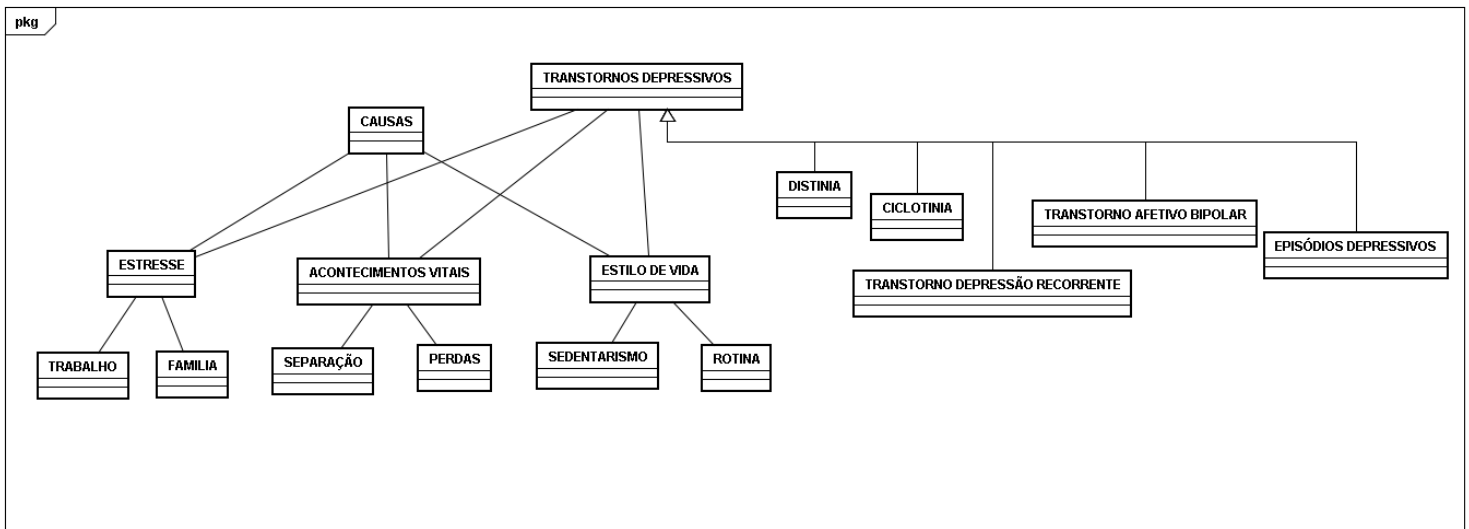 pkg
TRANSTORNOS DEPRESSIVOS
CAUSAS
DISTINIA
CICLOTINIA
TRANSTORNO AFETIVO BIPOLAR
EPISÓDIOS DEPRESSIVOS
ESTRESSE
ACONTECIMENTOS VITAIS
ESTILO DE VIDA
TRANSTORNO DEPRESSÃO RECORRENTE
TRABALHO
FAMILIA
SEPARAÇÃO
PERDAS
SEDENTARISMO
ROTINA